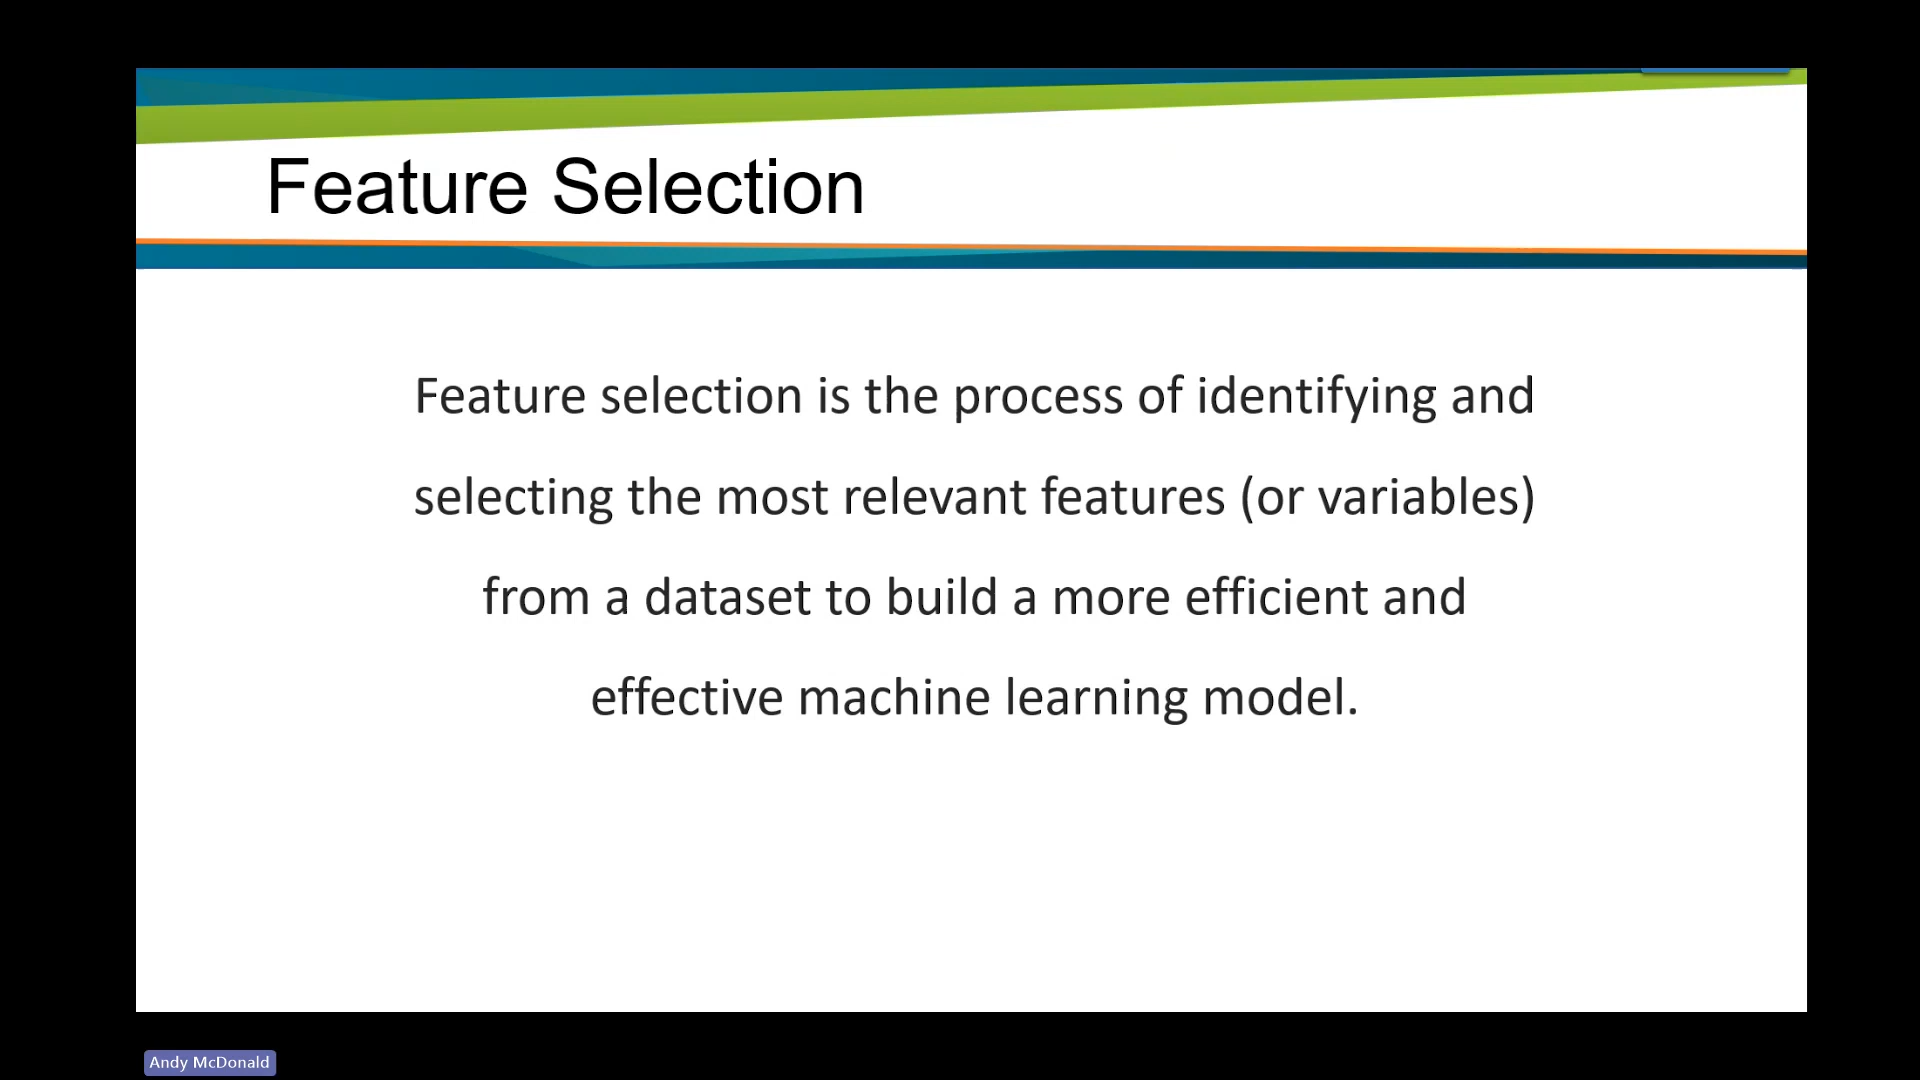 Feature Selection
Feature selection is the process of identifying and
selecting the most relevant features (or variables)
from a dataset to build a more efficient and
effective machine learning model.
Andy McDonald